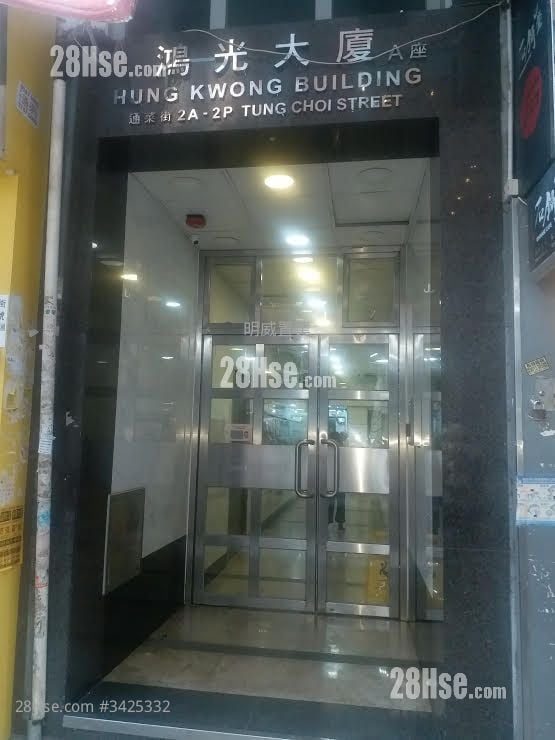 28Hse.com
鴻光大廈 A座
HUNG KWONG BUILDING
通菜街 2A - 2P TUNG CHOI STREET
明威置業
28Hse.com
28Hse.com
28Hse.com #3425332